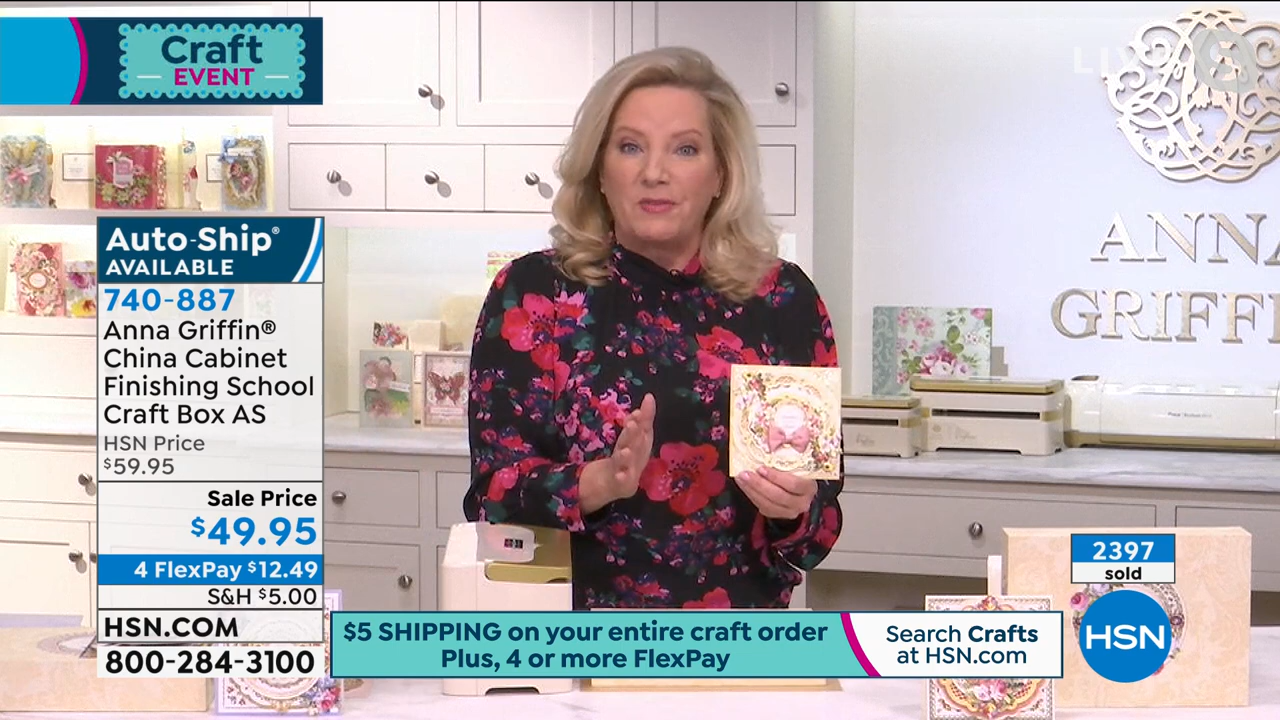 Craft
EVENT
LIVE
ANNA
GRIFF
Auto-Ship®
AVAILABLE
740-887
Anna Griffin®
China Cabinet
Finishing School
Craft Box AS
HSN Price
$59.95
Sale Price
$49.95
4 FlexPay $12.49
S&H $5.00
HSN.COM
800-284-3100
2397
sold
HSN
$5 SHIPPING on your entire craft order
Plus, 4 or more FlexPay
Search Crafts
at HSN.com